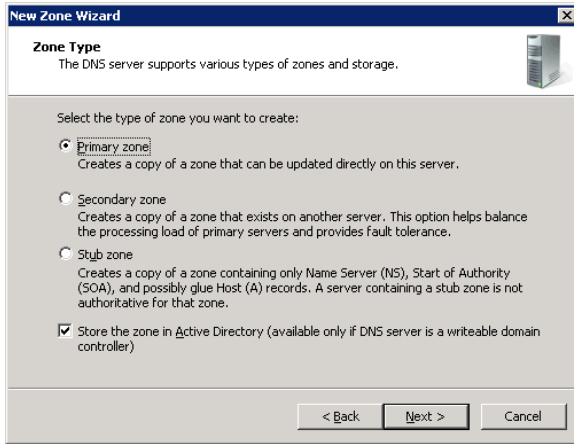 New Zone Wizard
Zone Type
The DNS server supports various types of zones and storage.
Select the type of zone you want to create:
Primary zone
Creates a copy of a zone that can be updated directly on this server.
Secondary zone
Creates a copy of a zone that exists on another server. This option helps balance
the processing load of primary servers and provides fault tolerance.
Stub zone
Creates a copy of a zone containing only Name Server (NS), Start of Authority
(SOA), and possibly glue Host (A) records. A server containing a stub zone is not
authoritative for that zone.
Store the zone in Active Directory (available only if DNS server is a writeable domain
controller)
< Back Next > Cancel